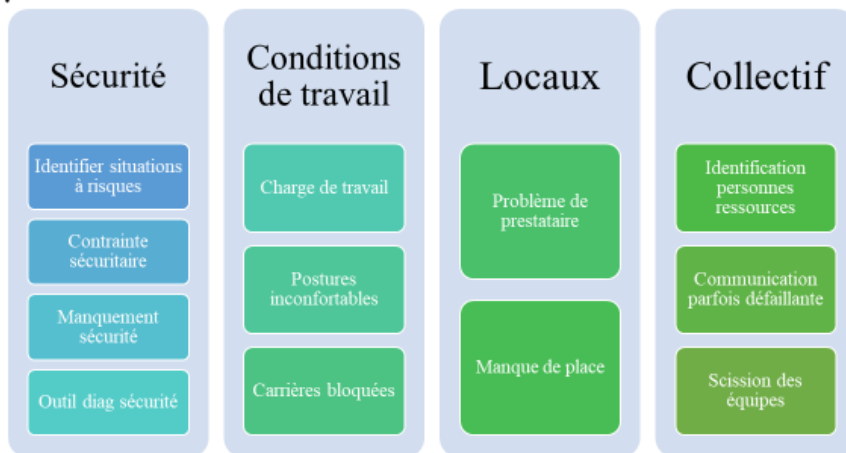 Sécurité
Identifier situations
à risques
Contrainte
sécuritaire
Manquement
sécurité
Outil diag sécurité
Conditions
de travail
Charge de travail
Postures
inconfortables
Carrières bloquées
Locaux
Problème de
prestataire
Manque de place
Collectif
Identification
personnes
ressources
Communication
parfois défaillante
Scission des
équipes